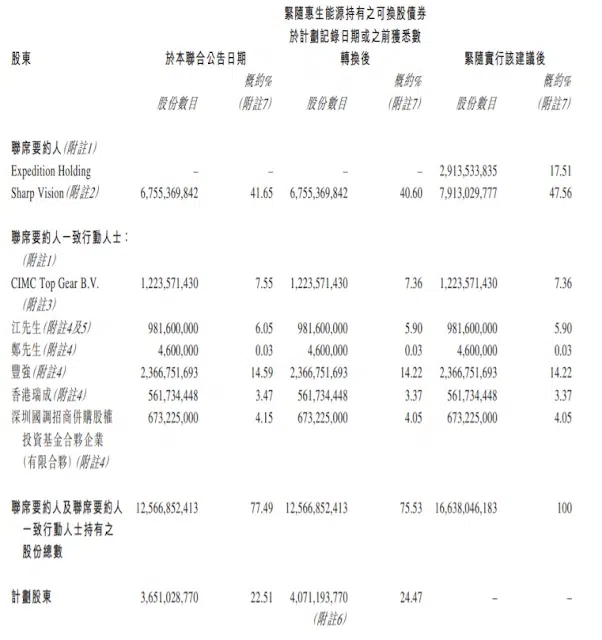 緊隨惠生能源持有之可換股債券
於計劃記錄日期或之前獲悉數
股東 於本聯合公告日期 轉換後 緊隨實行該建議後
概約% 概約% 概約%
股份數目 (附註7) 股份數目 (附註7) 股份數目 (附註7)
聯席要約人(附註1)
Expedition Holding – – – – 2,913,533,835 17.51
Sharp Vision(附註2) 6,755,369,842 41.65 6,755,369,842 40.60 7,913,029,777 47.56
聯席要約人一致行動人士：
(附註1)
CIMC Top Gear B.V. 1,223,571,430 7.55 1,223,571,430 7.36 1,223,571,430 7.36
(附註3)
江先生(附註4及5) 981,600,000 6.05 981,600,000 5.90 981,600,000 5.90
鄭先生(附註4) 4,600,000 0.03 4,600,000 0.03 4,600,000 0.03
豐強(附註4) 2,366,751,693 14.59 2,366,751,693 14.22 2,366,751,693 14.22
香港瑞成(附註4) 561,734,448 3.47 561,734,448 3.37 561,734,448 3.37
深圳國調招商併購股權 673,225,000 4.15 673,225,000 4.05 673,225,000 4.05
投資基金合夥企業
(有限合夥)(附註4)
聯席要約人及聯席要約人 12,566,852,413 77.49 12,566,852,413 75.53 16,638,046,183 100
一致行動人士持有之
股份總數
計劃股東 3,651,028,770 22.51 4,071,193,770 24.47 – –
(附註6)